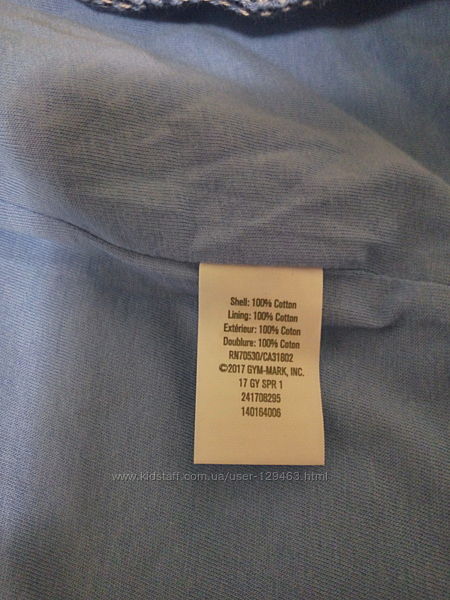 Shell: 100% Cotton
Lining: 100% Cotton
Extérieur: 100% Coton
Doublure: 100% Coton
RN70530/CA31802
©2017 GYM-MARK, INC.
17 GY SPR 1
241708295
140164006
www.kidstaff.com.ua/user-129463.html